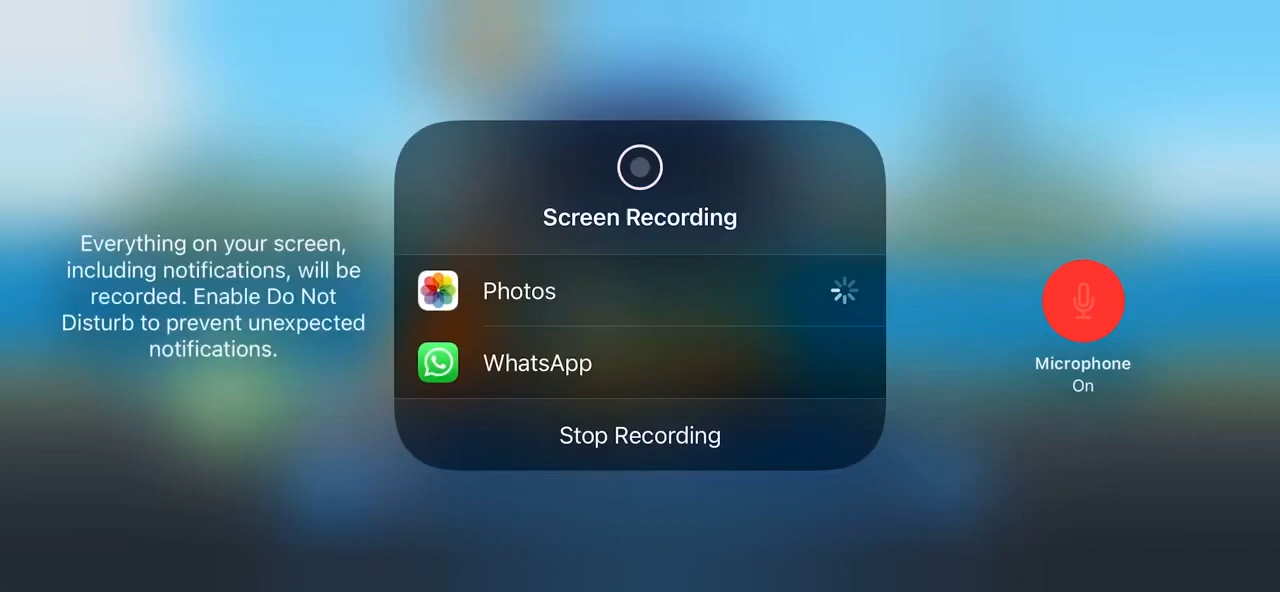 Everything on your screen,
including notifications, will be
recorded. Enable Do Not
Disturb to prevent unexpected
notifications.
Screen Recording
Photos
WhatsApp
Stop Recording
Microphone
On